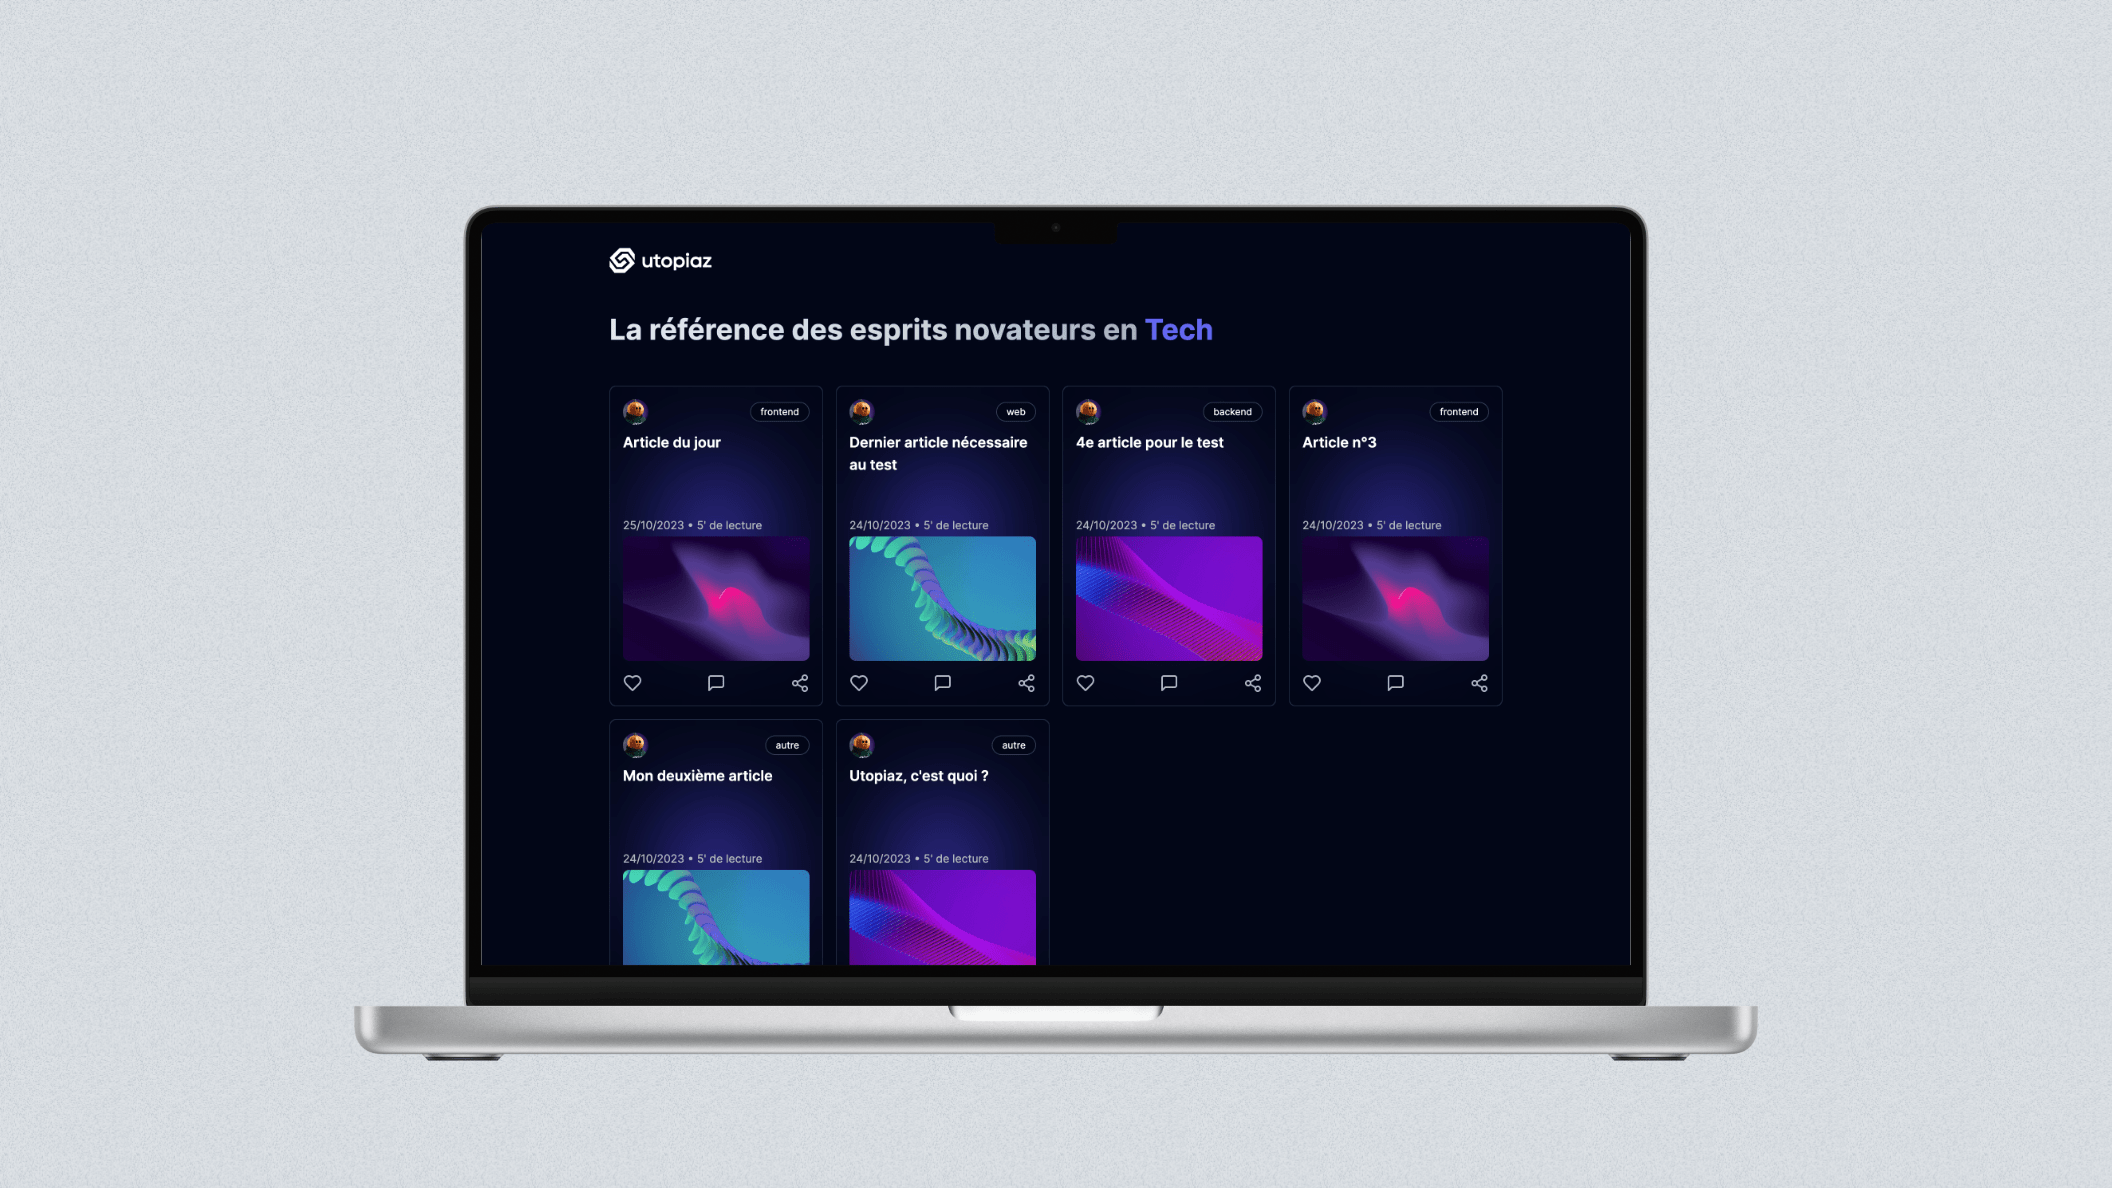 utopiaz
La référence des esprits novateurs en Tech
frontend
Article du jour
25/10/2023 • 5' de lecture
web
Dernier article nécessaire
au test
24/10/2023 • 5' de lecture
backend
4e article pour le test
24/10/2023 • 5' de lecture
frontend
Article n°3
24/10/2023 • 5' de lecture
autre
Mon deuxième article
24/10/2023 • 5' de lecture
autre
Utopiaz, c'est quoi ?
24/10/2023 • 5' de lecture